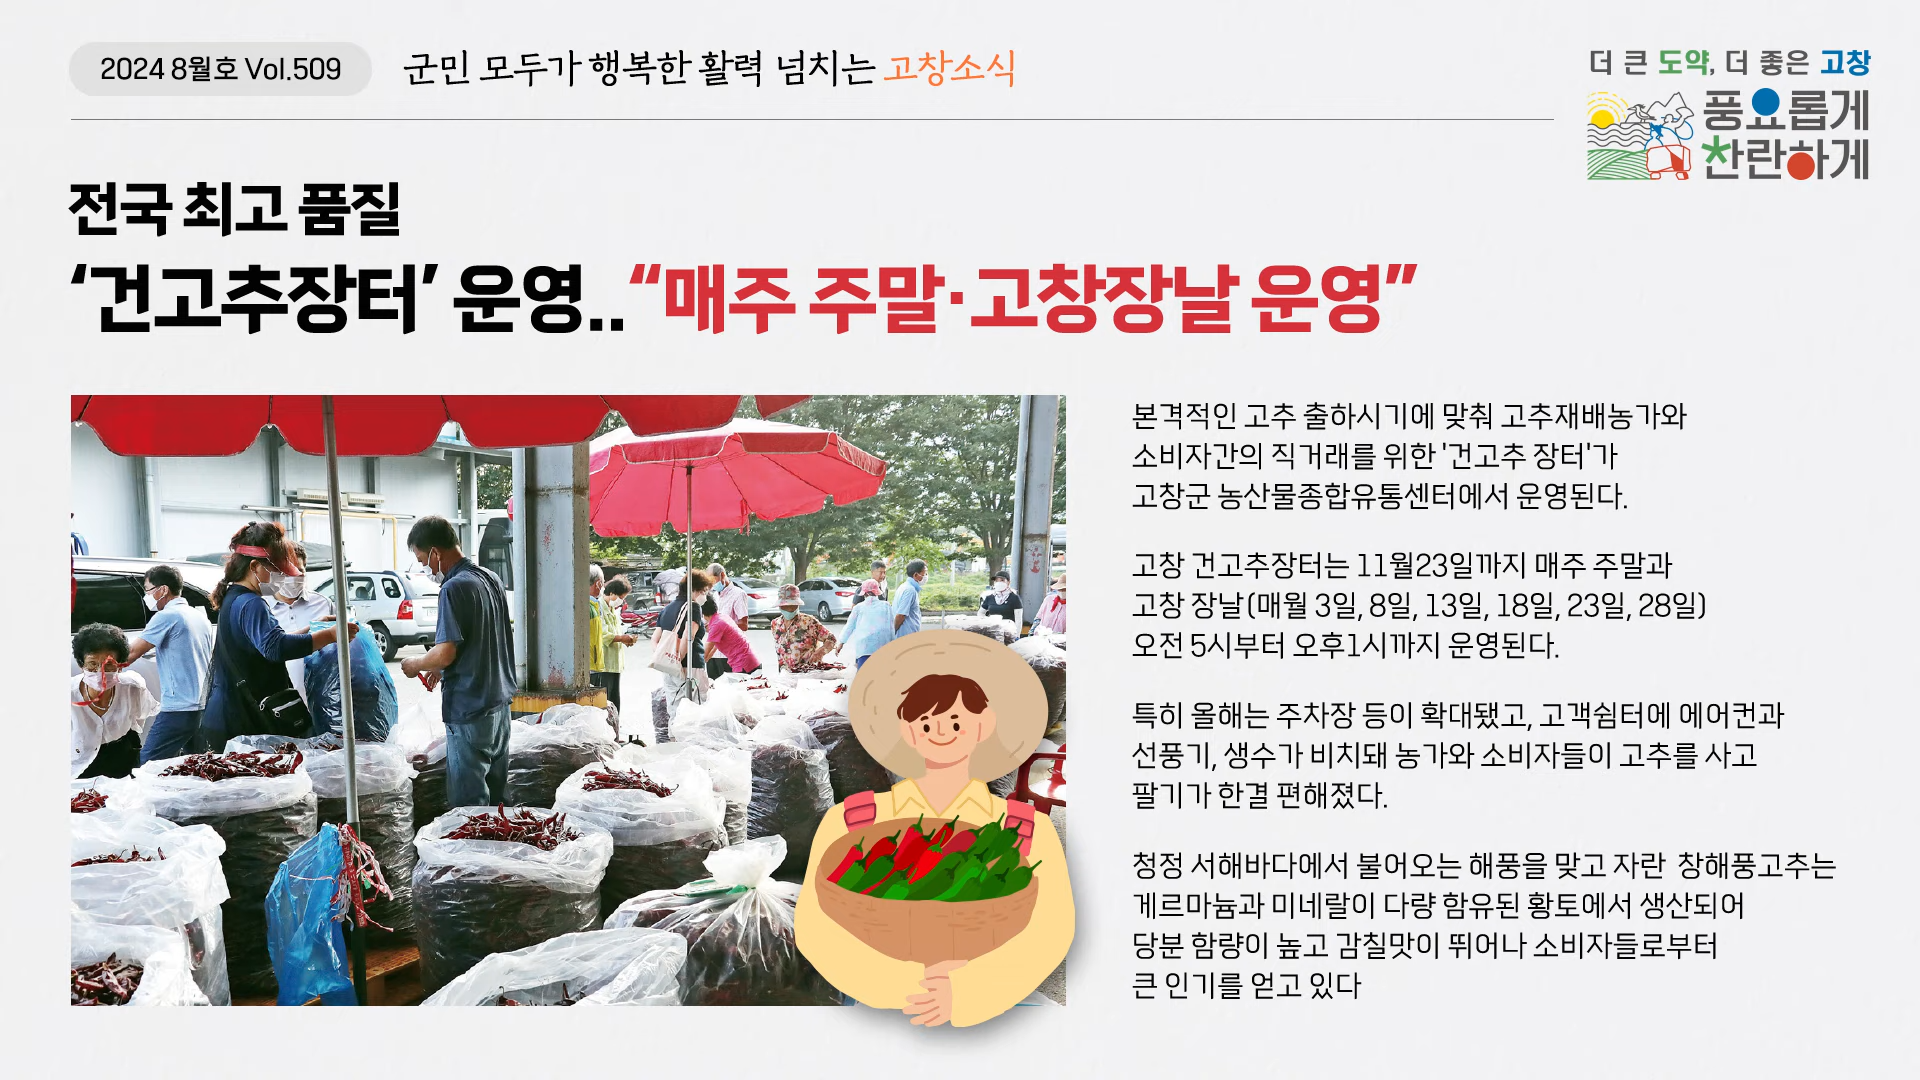 2024 8월호 Vol.509
군민 모두가 행복한 활력 넘치는 고창소식
더 큰 도약, 더 좋은 고창
풍요롭게
찬란하게
전국 최고 품질
‘건고추장터’ 운영..“매주 주말·고창장날 운영”
본격적인 고추 출하시기에 맞춰 고추재배농가와
소비자간의 직거래를 위한 '건고추 장터'가
고창군 농산물종합유통센터에서 운영된다.
고창 건고추장터는 11월23일까지 매주 주말과
고창 장날(매월 3일, 8일, 13일, 18일, 23일, 28일)
오전 5시부터 오후1시까지 운영된다.
특히 올해는 주차장 등이 확대됐고, 고객쉼터에 에어컨과
선풍기, 생수가 비치돼 농가와 소비자들이 고추를 사고
팔기가 한결 편해졌다.
청정 서해바다에서 불어오는 해풍을 맞고 자란 창해풍고추는
게르마늄과 미네랄이 다량 함유된 황토에서 생산되어
당분 함량이 높고 감칠맛이 뛰어나 소비자들로부터
큰 인기를 얻고 있다